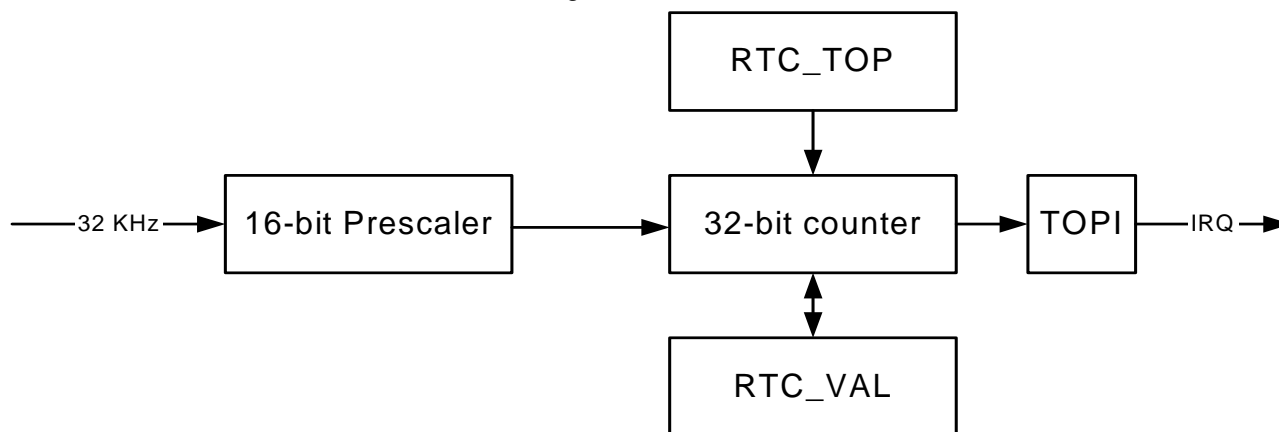 RTC_TOP
32 KHz
16-bit Prescaler
32-bit counter
TOPI
IRQ
RTC_VAL